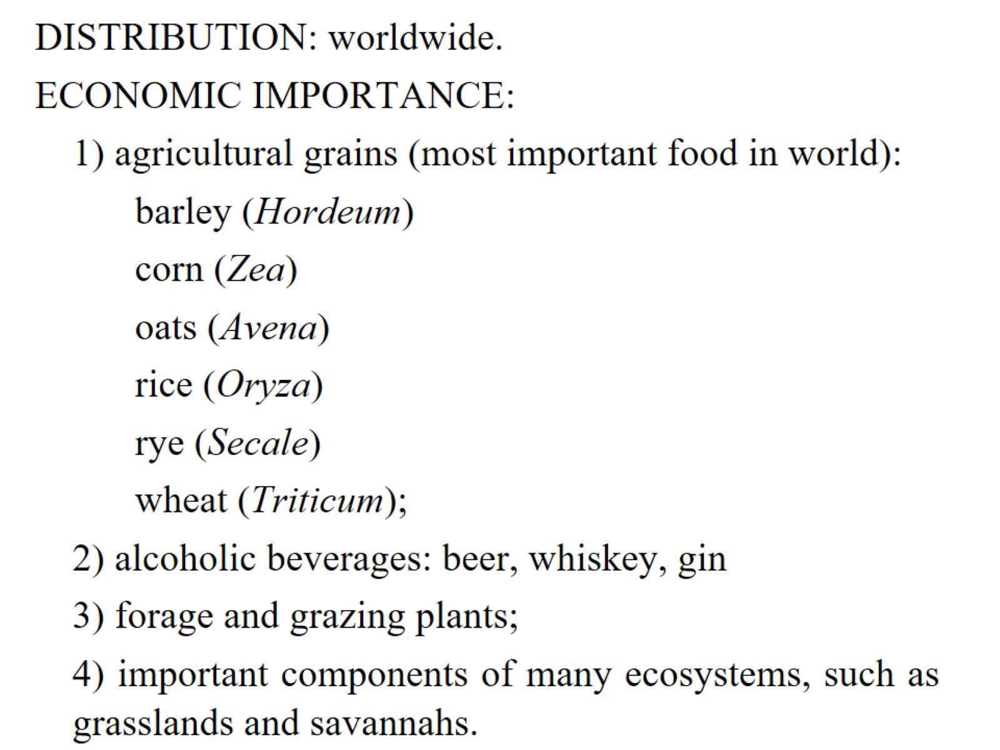 DISTRIBUTION: worldwide.
ECONOMIC IMPORTANCE:
1) agricultural grains (most important food in world):
barley (Hordeum)
corn (Zea)
oats (Avena)
rice (Oryza)
rye (Secale)
wheat (Triticum);
2) alcoholic beverages: beer, whiskey, gin
3) forage and grazing plants;
4) important components of many ecosystems, such as
grasslands and savannahs.